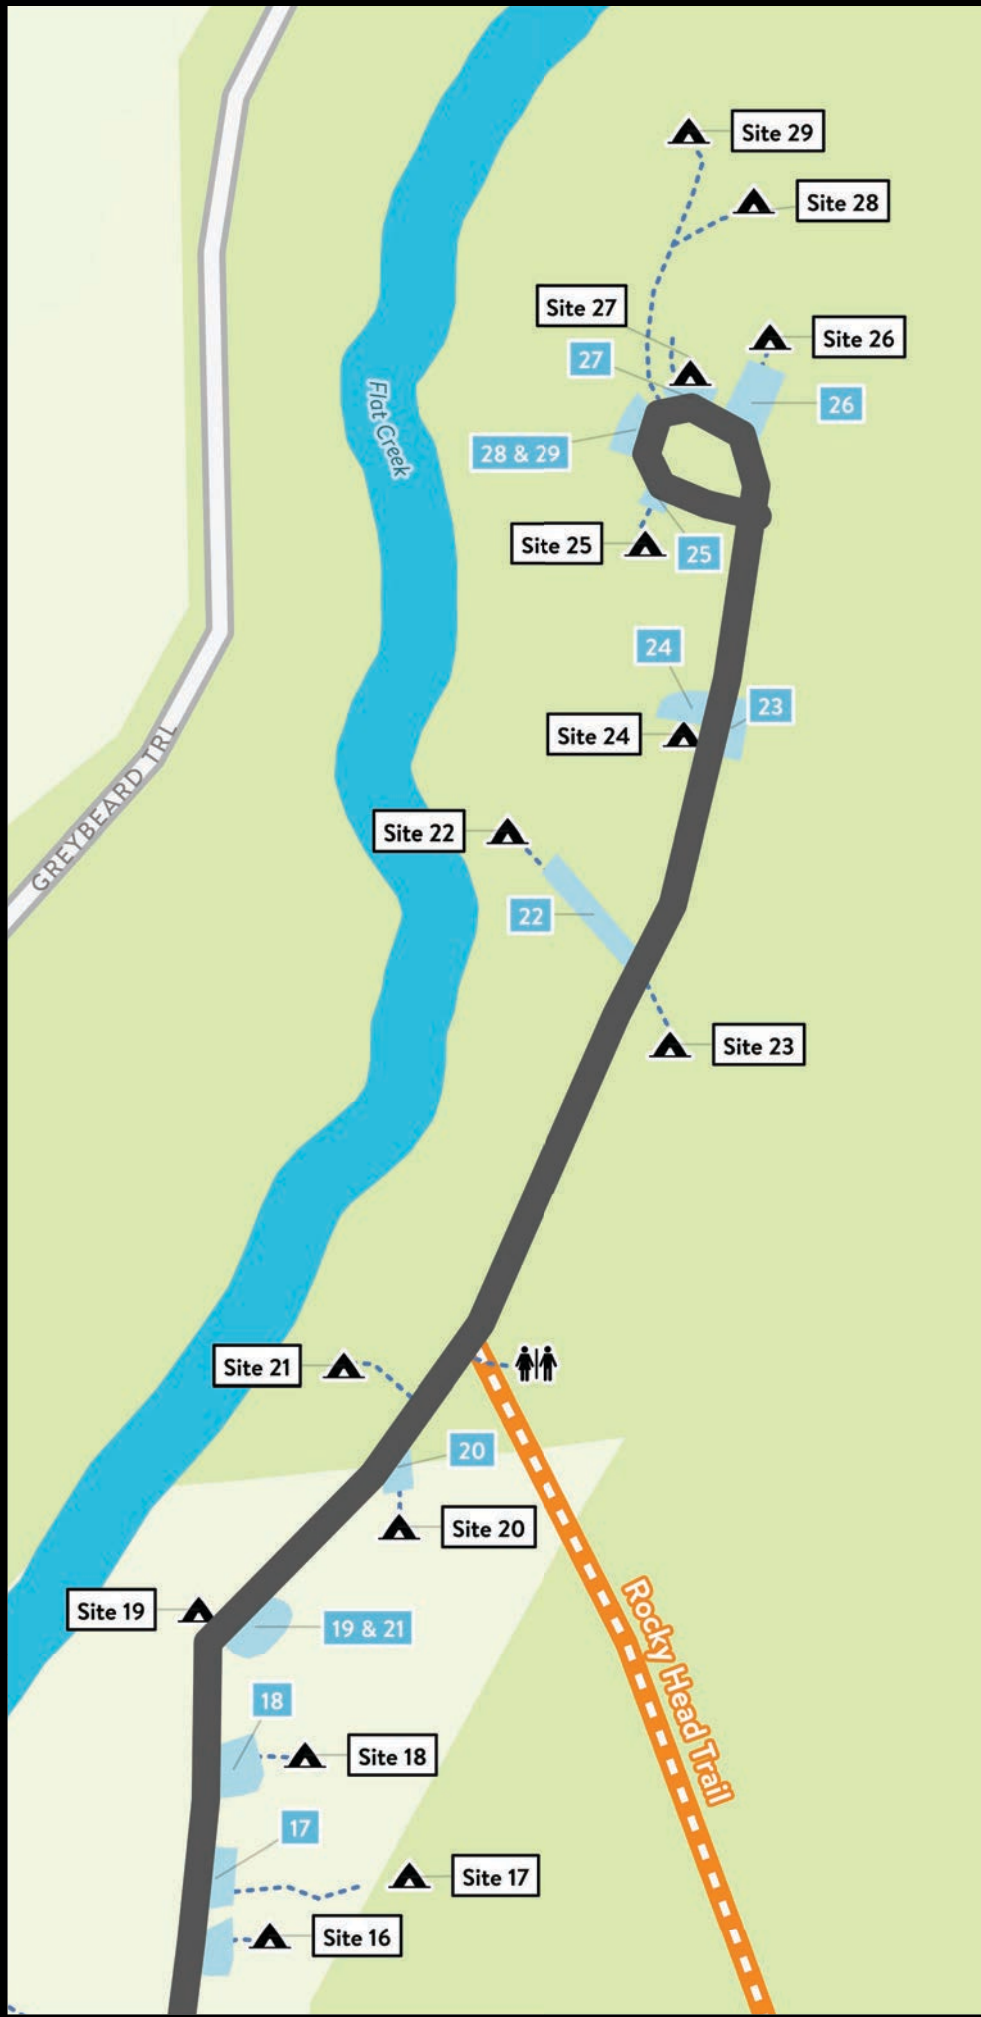 Site 29
Site 28
Site 27
Site 26
27
26
Flat Creek
28 & 29
Site 25
25
24
23
Site 24
Site 22
GREYBEARD TRL
22
Site 23
Site 21
20
Site 20
Site 19
19 & 21
Rocky Head Trail
18
Site 18
17
Site 17
Site 16